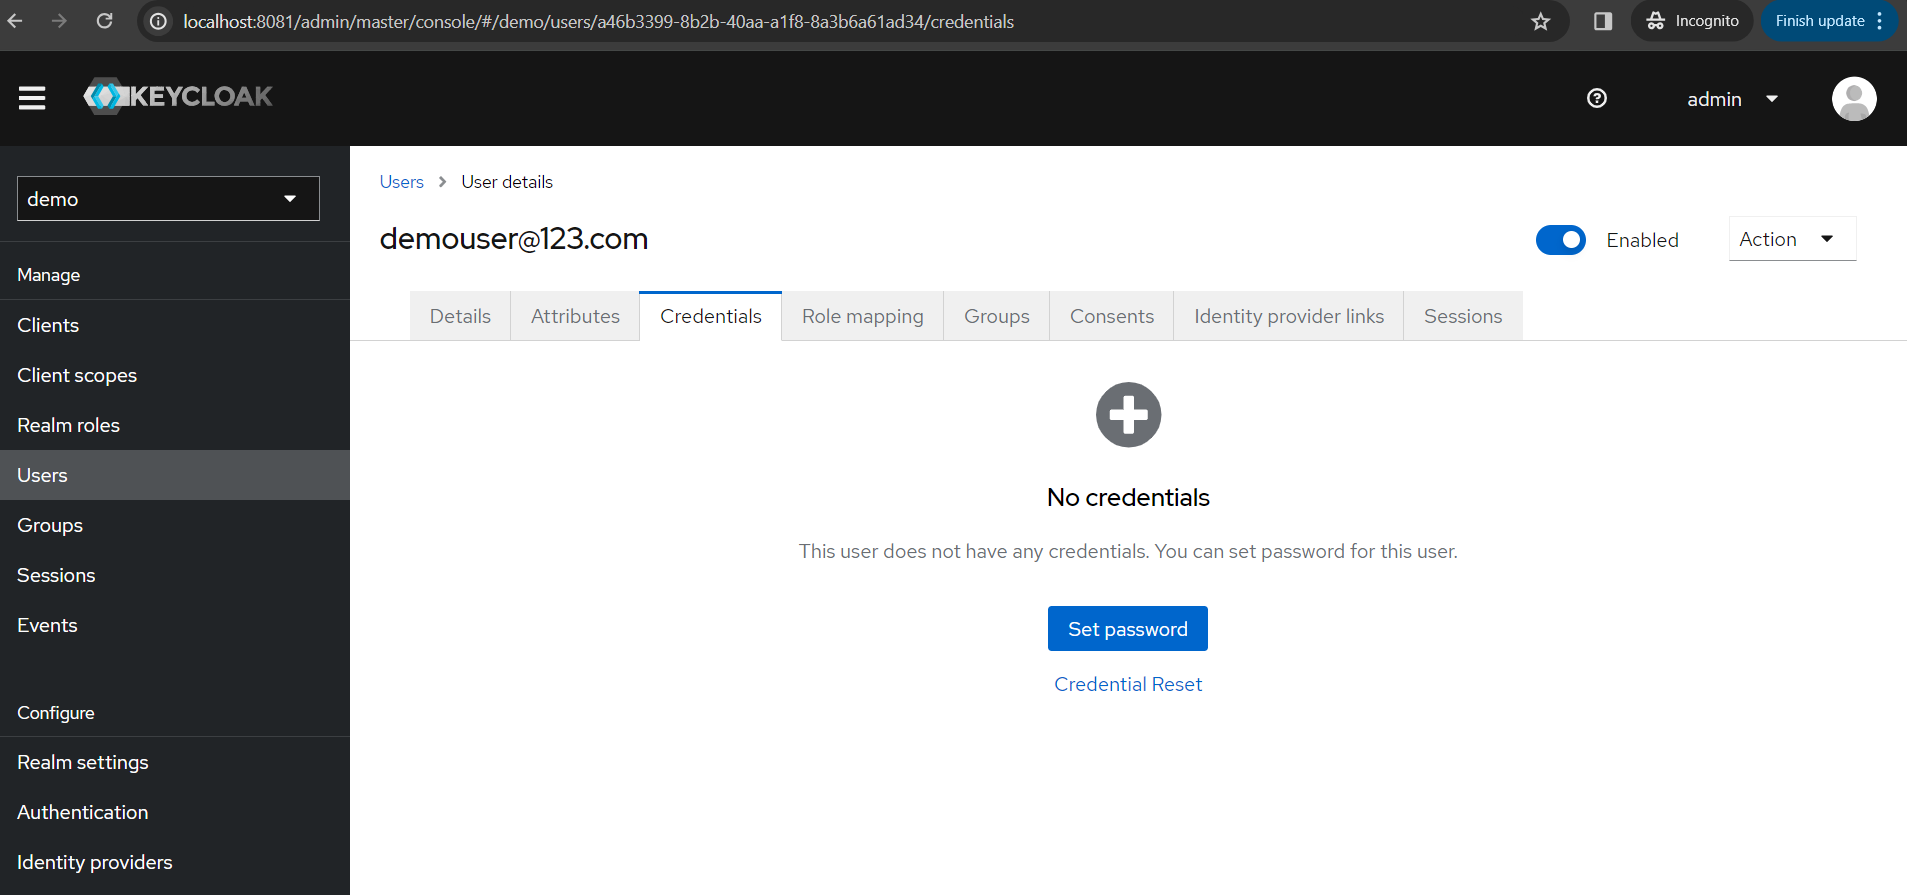 localhost:8081/admin/master/console/#/demo/users/a46b3399-8b2b-40aa-a1f8-8a3b6a61ad34/credentials
Incognito
Finish update
KEYCLOAK
admin
demo
Manage
Clients
Client scopes
Realm roles
Users
Groups
Sessions
Events
Configure
Realm settings
Authentication
Identity providers
Users > User details
demouser@123.com
Enabled
Action
Details Attributes Credentials Role mapping Groups Consents Identity provider links Sessions
No credentials
This user does not have any credentials. You can set password for this user.
Set password
Credential Reset